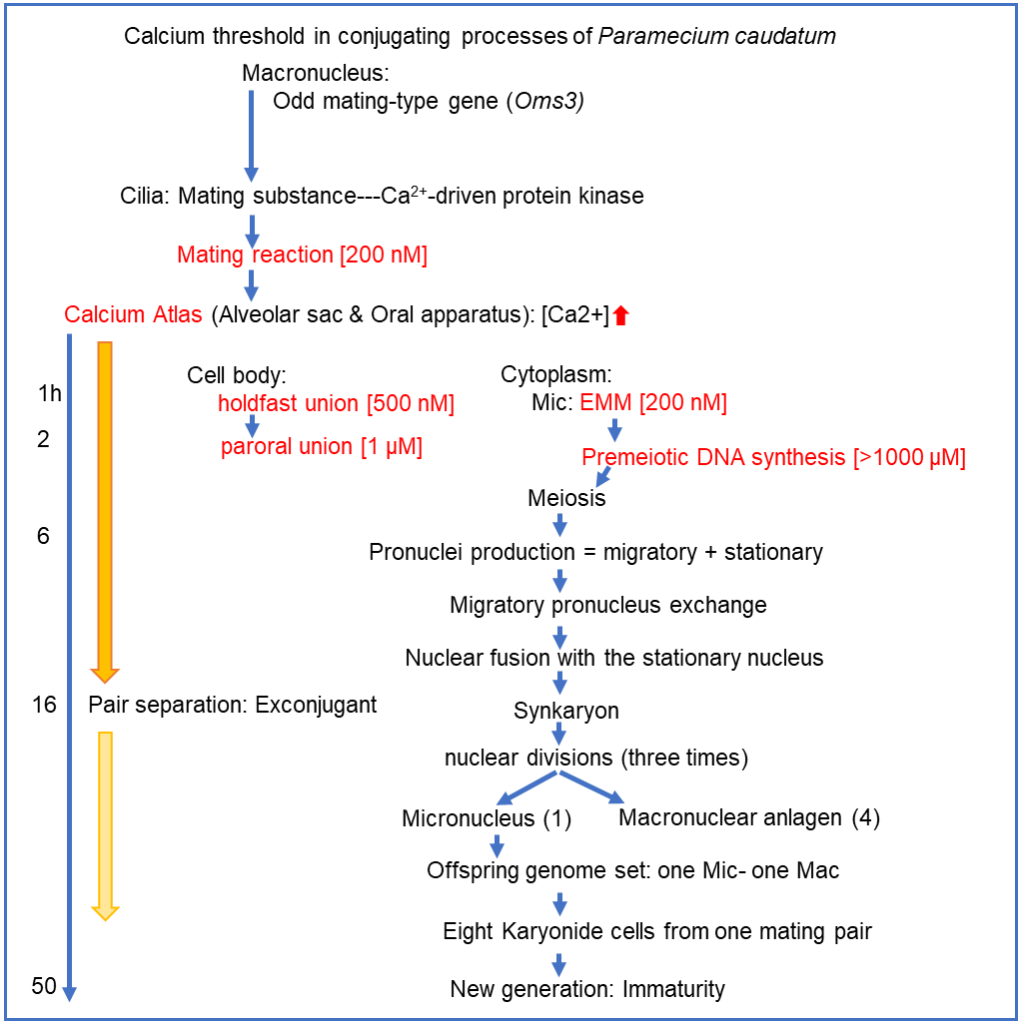 Calcium threshold in conjugating processes of Paramecium caudatum
Macronucleus:
Odd mating-type gene (Oms3)
Cilia: Mating substance---Ca²⁺-driven protein kinase
Mating reaction [200 nM]
Calcium Atlas (Alveolar sac & Oral apparatus): [Ca2+]
1h
Cell body:
holdfast union [500 nM]
2
paroral union [1 µM]
Cytoplasm:
Mic: EMM [200 nM]
Premeiotic DNA synthesis [>1000 µM]
Meiosis
6
Pronuclei production = migratory + stationary
Migratory pronucleus exchange
Nuclear fusion with the stationary nucleus
16
Pair separation: Exconjugant
Synkaryon
nuclear divisions (three times)
Micronucleus (1)
Macronuclear anlagen (4)
Offspring genome set: one Mic- one Mac
Eight Karyonide cells from one mating pair
50
New generation: Immaturity